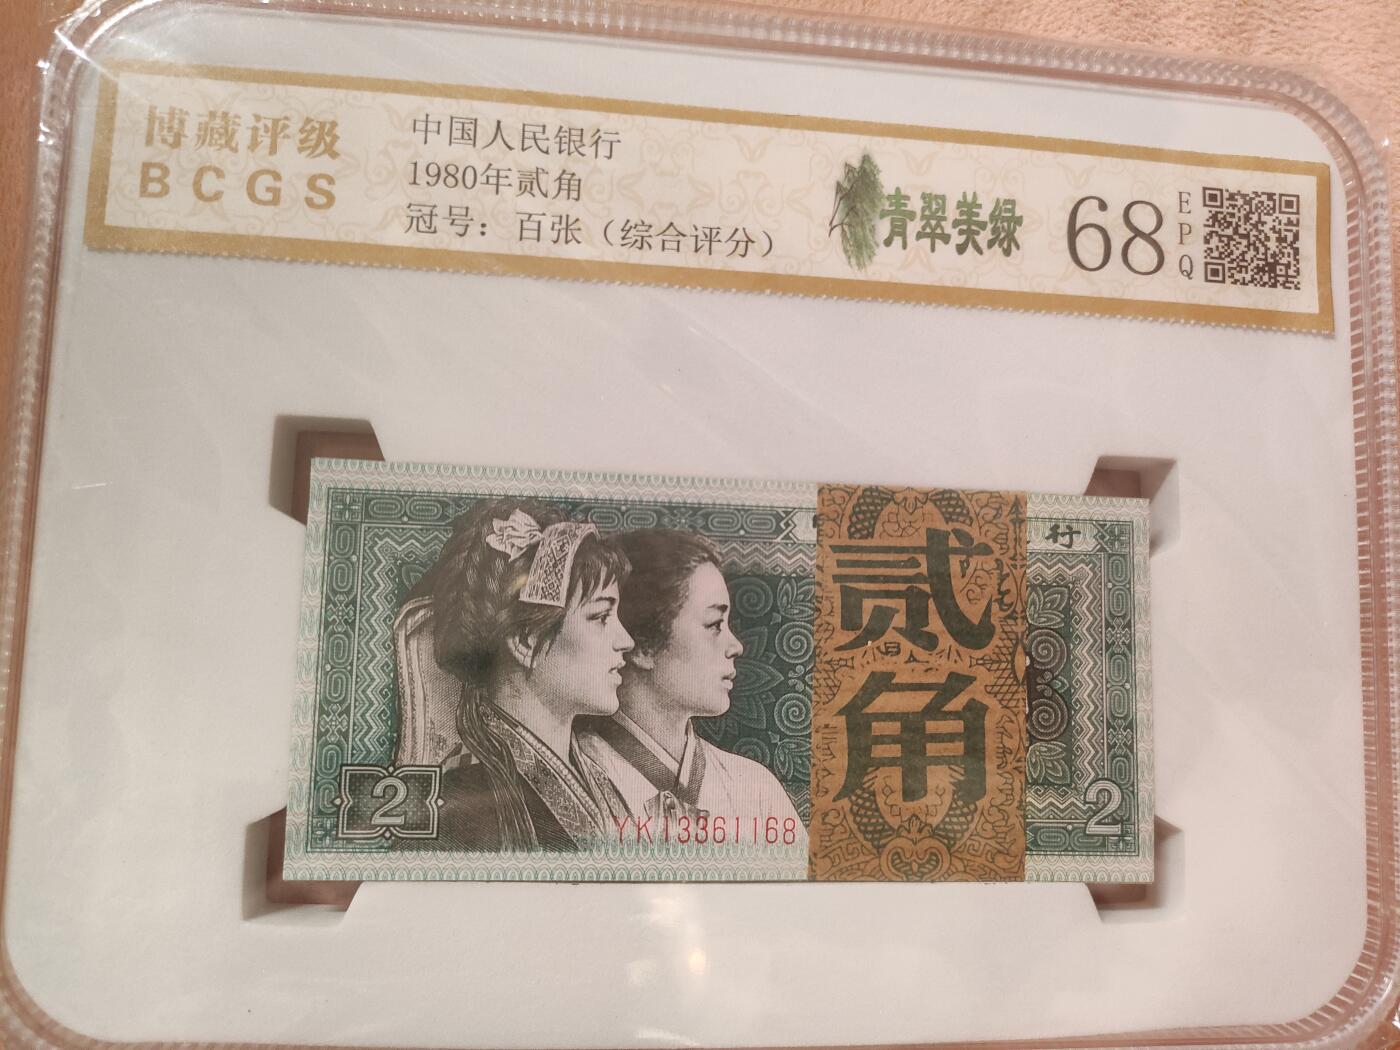 博藏评级
BCGS
中国人民银行
1980年贰角
冠号：百张（综合评分）
青翠美绿
68
EPQ
行
贰角
2
YK13361168
2